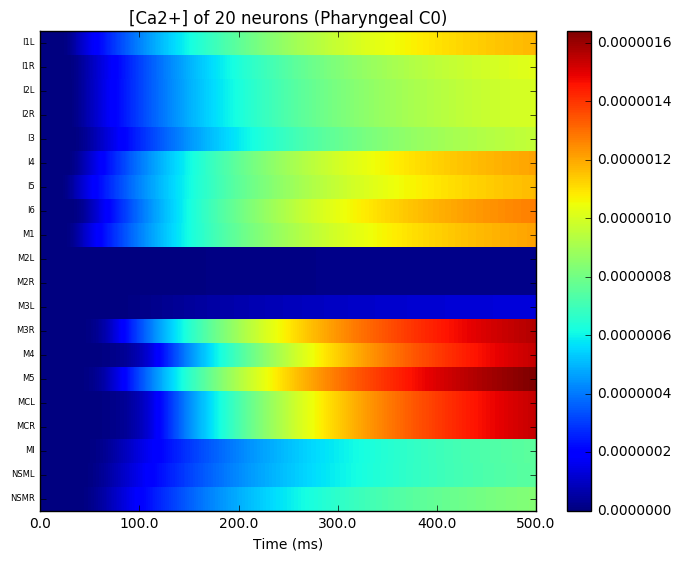 [Ca2+] of 20 neurons (Pharyngeal C0)
I1L
I1R
I2L
I2R
I3
I4
I5
I6
M1
M2L
M2R
M3L
M3R
M4
M5
MCL
MCR
MI
NSML
NSMR
0.0 100.0 200.0 300.0 400.0 500.0
Time (ms)
0.0000016
0.0000014
0.0000012
0.0000010
0.0000008
0.0000006
0.0000004
0.0000002
0.0000000